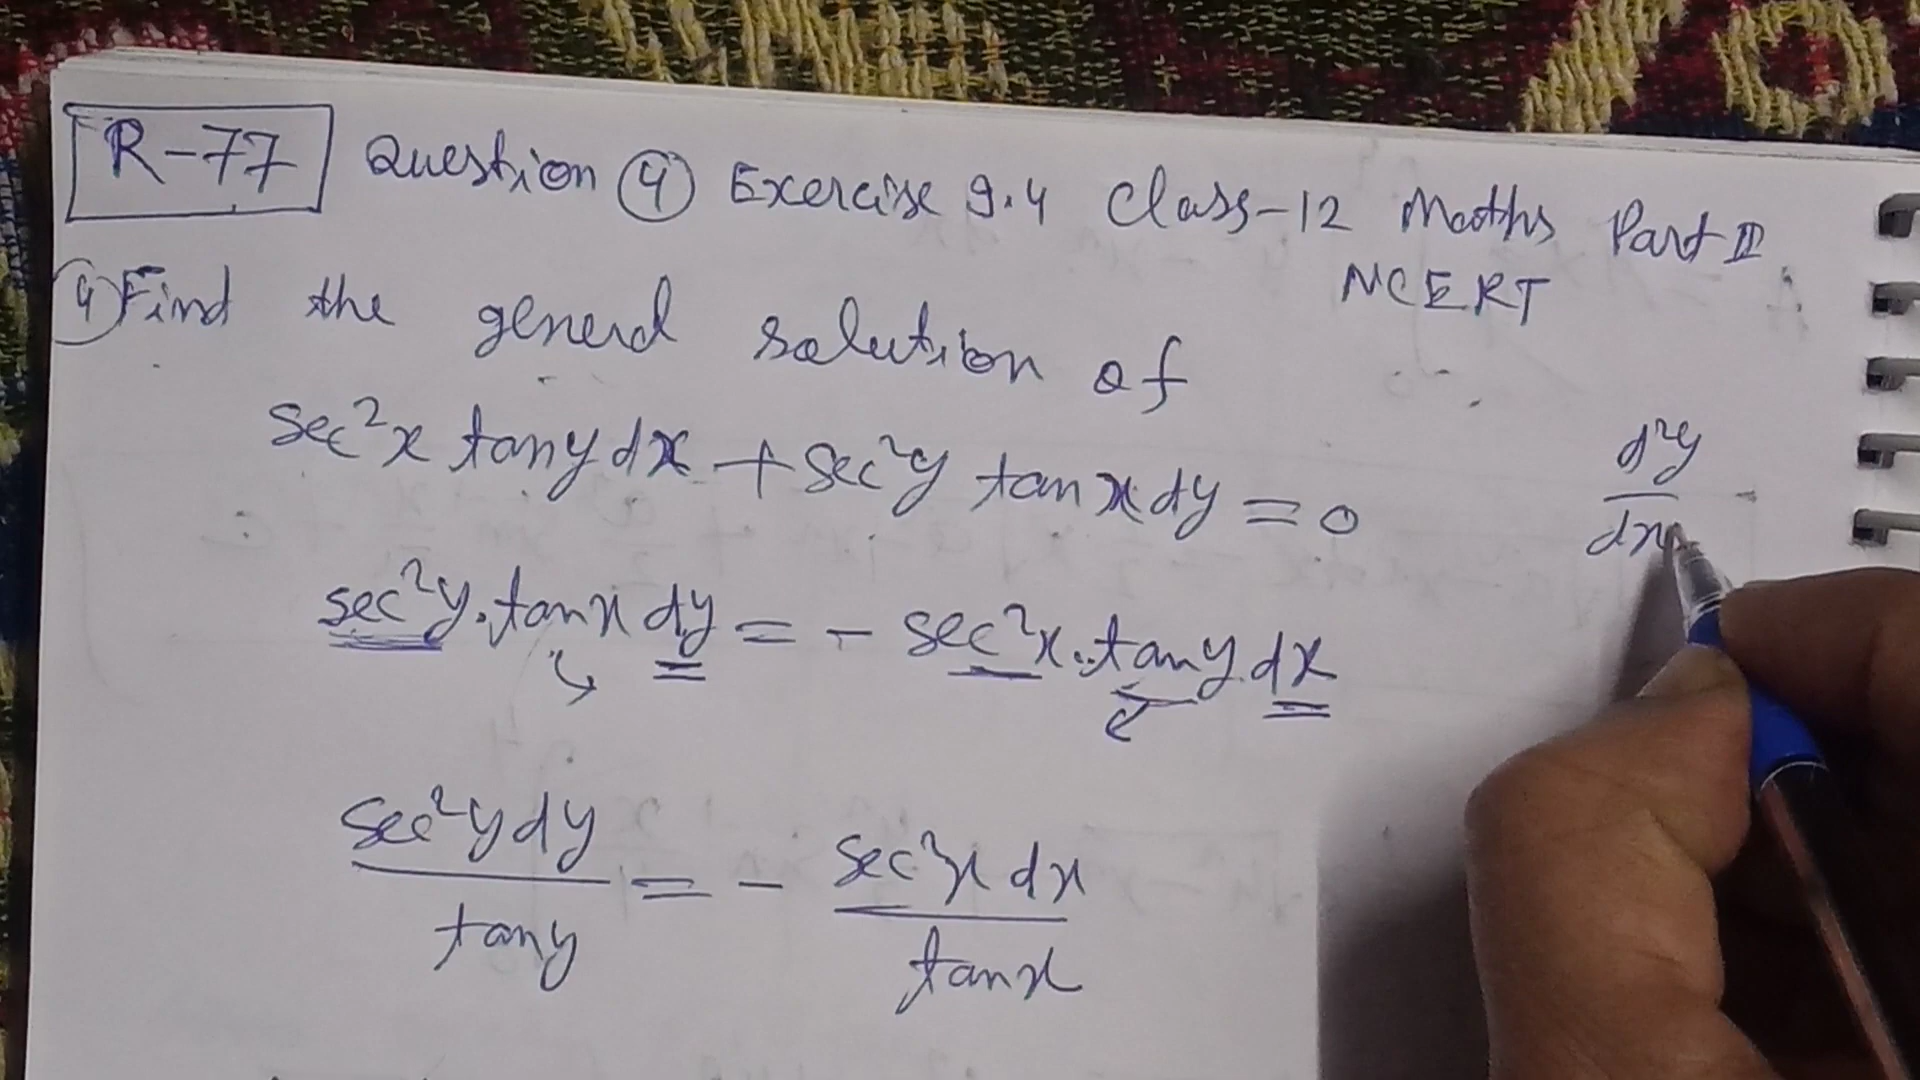 R-77 Question 4 Exercise 9.4 Class-12 Maths Part II
NCERT
4 Find the general solution of
sec²x tany dx + sec²y tanx dy = 0
d²y
dx
sec²y. tanx dy = - sec²x. tany dx
sec²y dy / tany = - sec²x dx / tanx